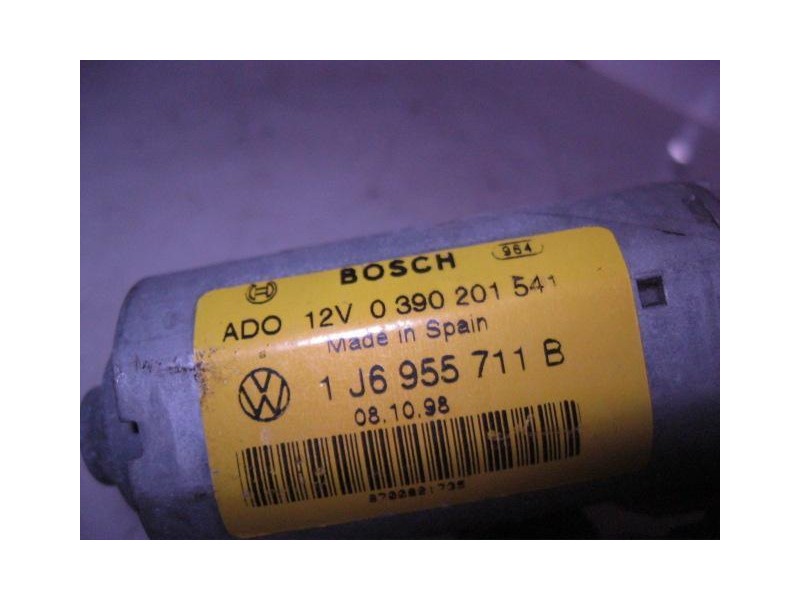 964
BOSCH
ADO 12V 0 390 201 541
Made in Spain
1 J6 955 711 B
08.10.98